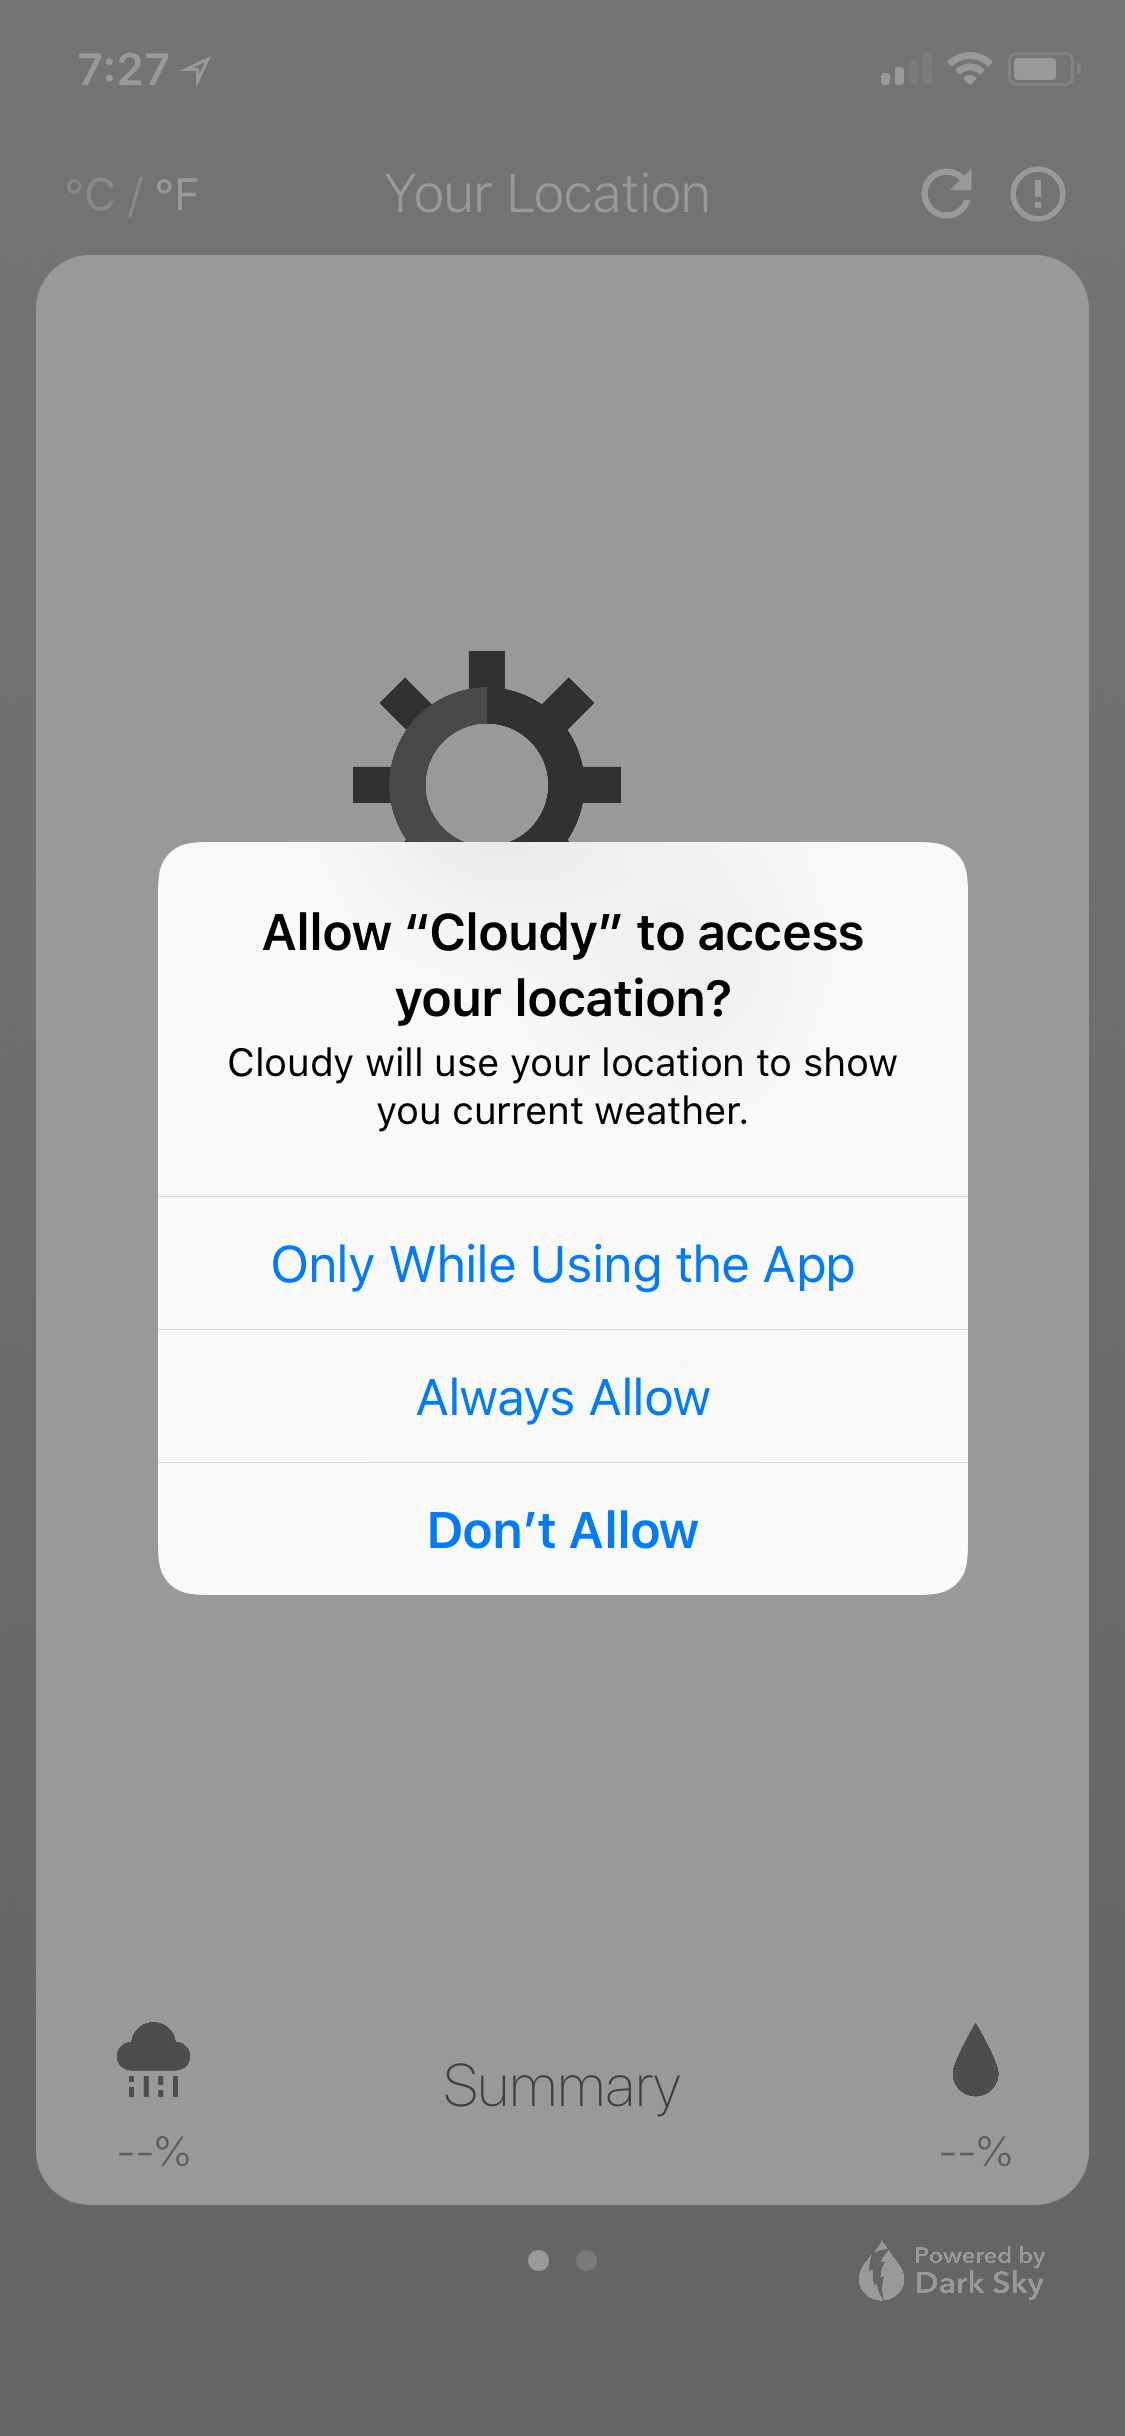 7:27
°C / °F
Your Location
Allow “Cloudy” to access
your location?
Cloudy will use your location to show
you current weather.
Only While Using the App
Always Allow
Don’t Allow
Summary
--%
--%
Powered by
Dark Sky